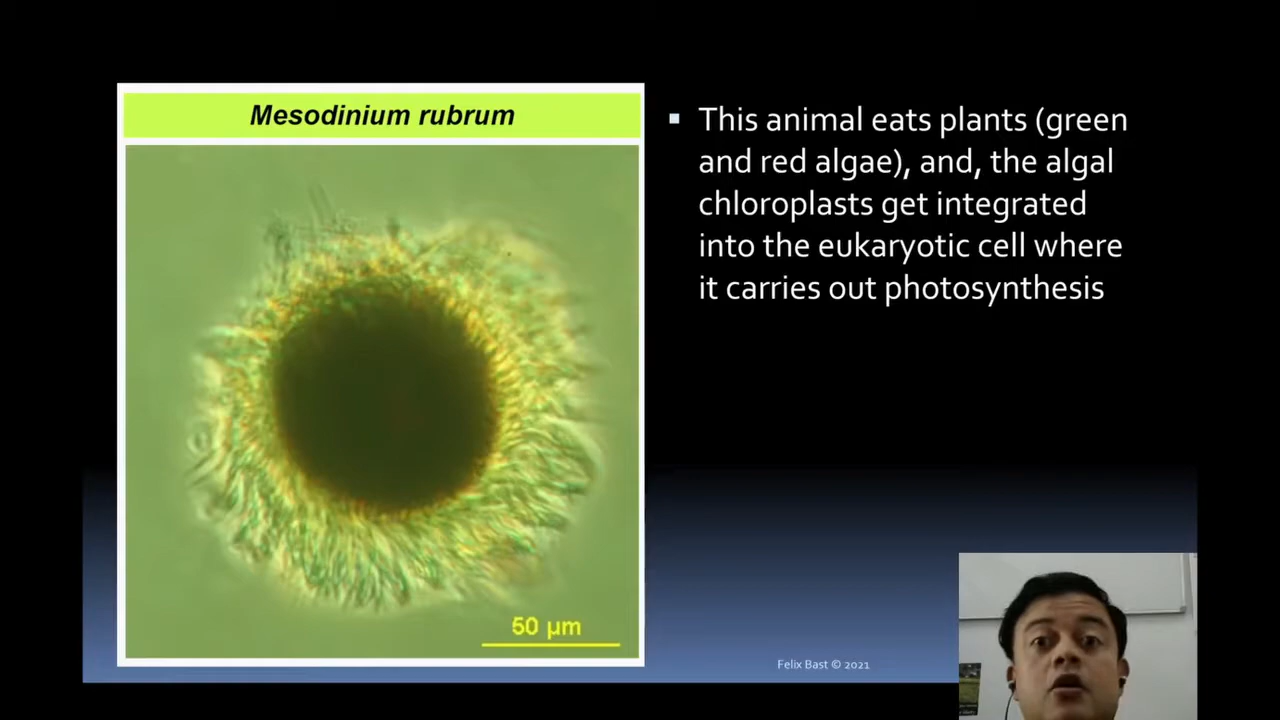 Mesodinium rubrum
This animal eats plants (green
and red algae), and, the algal
chloroplasts get integrated
into the eukaryotic cell where
it carries out photosynthesis
50 µm
Felix Bast © 2021